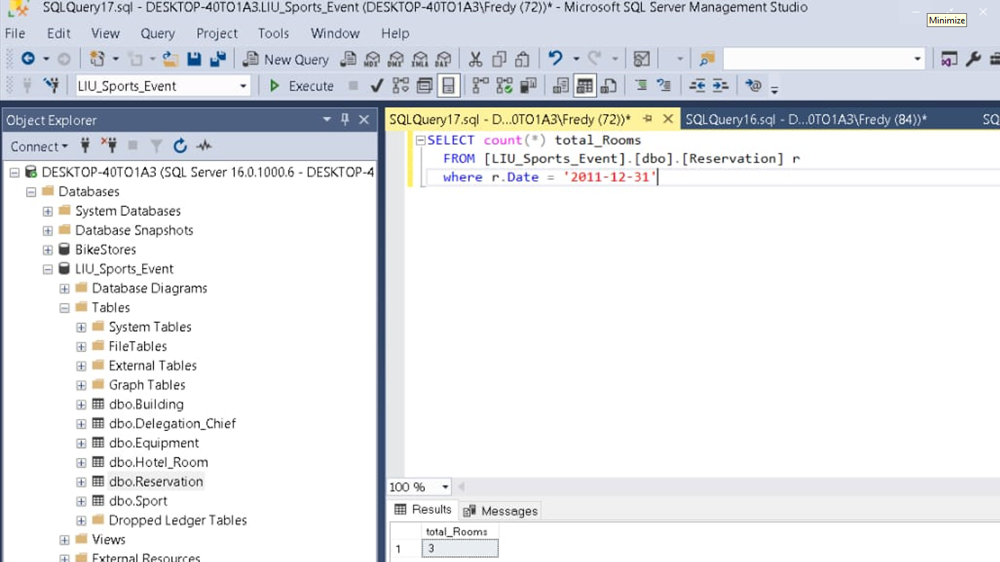 SQLQuery17.sql - DESKTOP-40TO1A3.LIU_Sports_Event (DESKTOP-40TO1A3\Fredy (72))* - Microsoft SQL Server Management Studio
Minimize
File Edit View Query Project Tools Window Help
New Query MDX DMX XMLA DAX
LIU_Sports_Event Execute
Object Explorer
SQLQuery17.sql - D...0TO1A3\Fredy (72))* SQLQuery16.sql - D...0TO1A3\Fredy (84))* SQ
Connect
SELECT count(*) total_Rooms
FROM [LIU_Sports_Event].[dbo].[Reservation] r
where r.Date = '2011-12-31'
DESKTOP-40TO1A3 (SQL Server 16.0.1000.6 - DESKTOP-4
Databases
System Databases
Database Snapshots
BikeStores
LIU_Sports_Event
Database Diagrams
Tables
System Tables
FileTables
External Tables
Graph Tables
dbo.Building
dbo.Delegation_Chief
dbo.Equipment
dbo.Hotel_Room
dbo.Reservation
dbo.Sport
Dropped Ledger Tables
Views
External Resources
100 %
Results Messages
total_Rooms
1 3